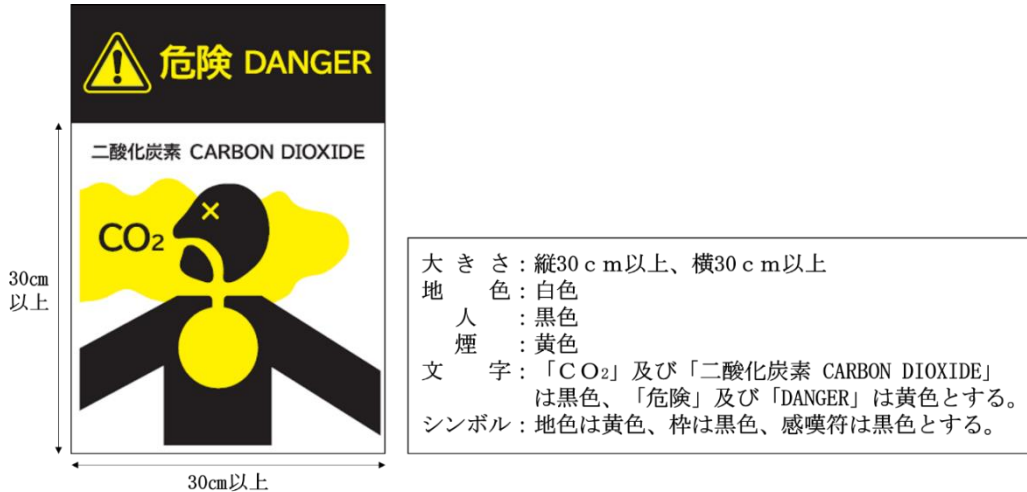 危険 DANGER
二酸化炭素 CARBON DIOXIDE
CO₂
30㎝
以上
30㎝以上
大きさ：縦30ｃｍ以上、横30ｃｍ以上
地　　色：白色
人　：黒色
煙　：黄色
文　　字：「ＣＯ₂」及び「二酸化炭素 CARBON DIOXIDE」
は黒色、「危険」及び「DANGER」は黄色とする。
シンボル：地色は黄色、枠は黒色、感嘆符は黒色とする。